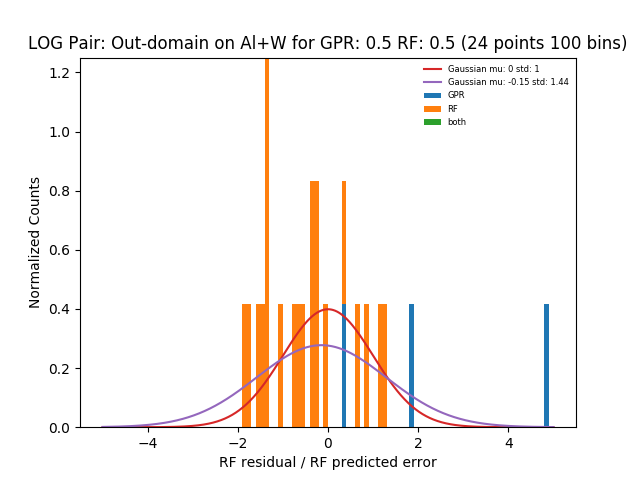 LOG Pair: Out-domain on Al+W for GPR: 0.5 RF: 0.5 (24 points 100 bins)
Gaussian mu: 0 std: 1
Gaussian mu: -0.15 std: 1.44
GPR
RF
both
1.2
1.0
0.8
0.6
0.4
0.2
0.0
Normalized Counts
−4
−2
0
2
4
RF residual / RF predicted error